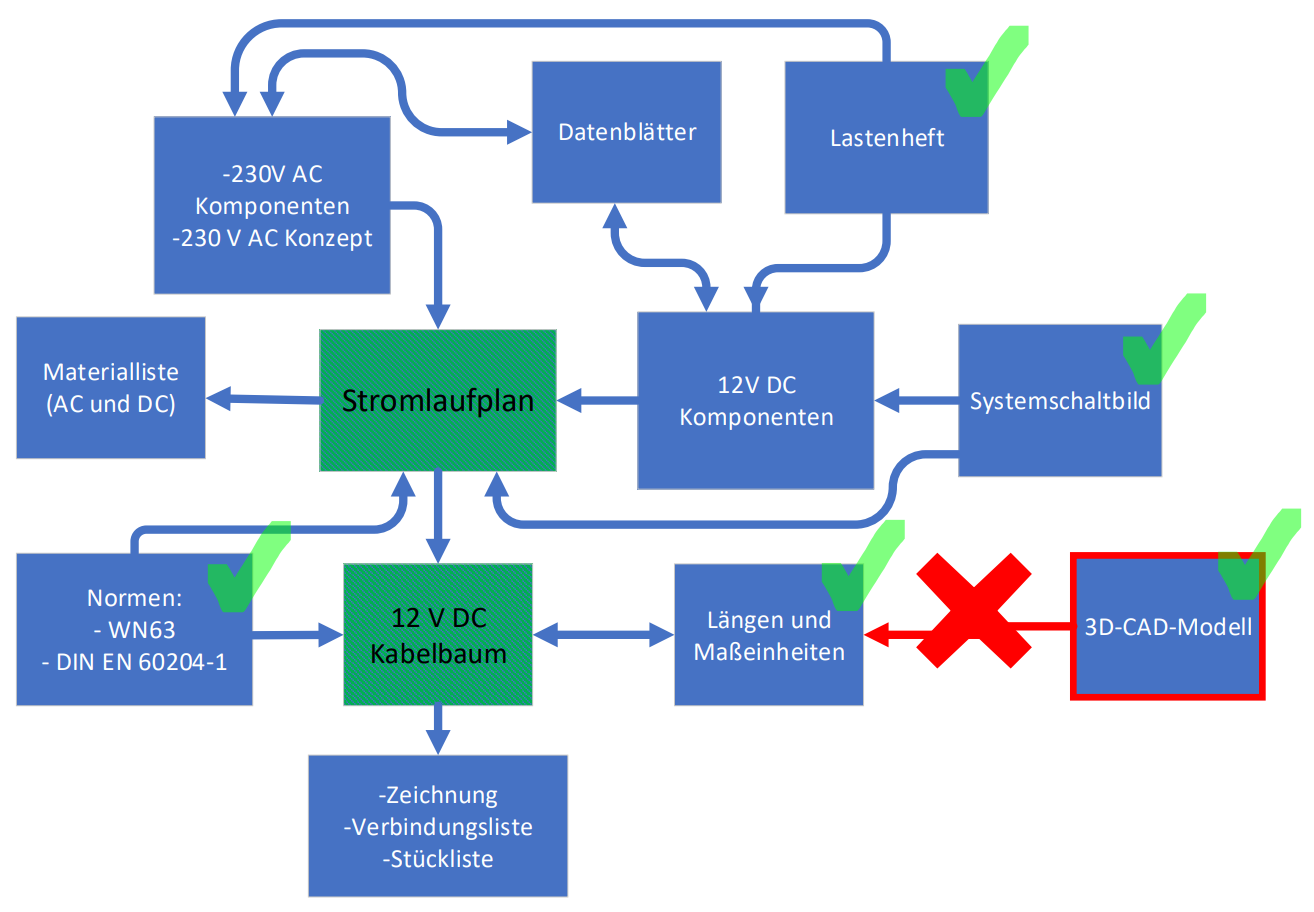 Datenblätter
Lastenheft
-230V AC
Komponenten
-230 V AC Konzept
Materialliste
(AC und DC)
Stromlaufplan
12V DC
Komponenten
Systemschaltbild
Normen:
- WN63
- DIN EN 60204-1
12 V DC
Kabelbaum
Längen und
Maßeinheiten
3D-CAD-Modell
-Zeichnung
-Verbindungsliste
-Stückliste